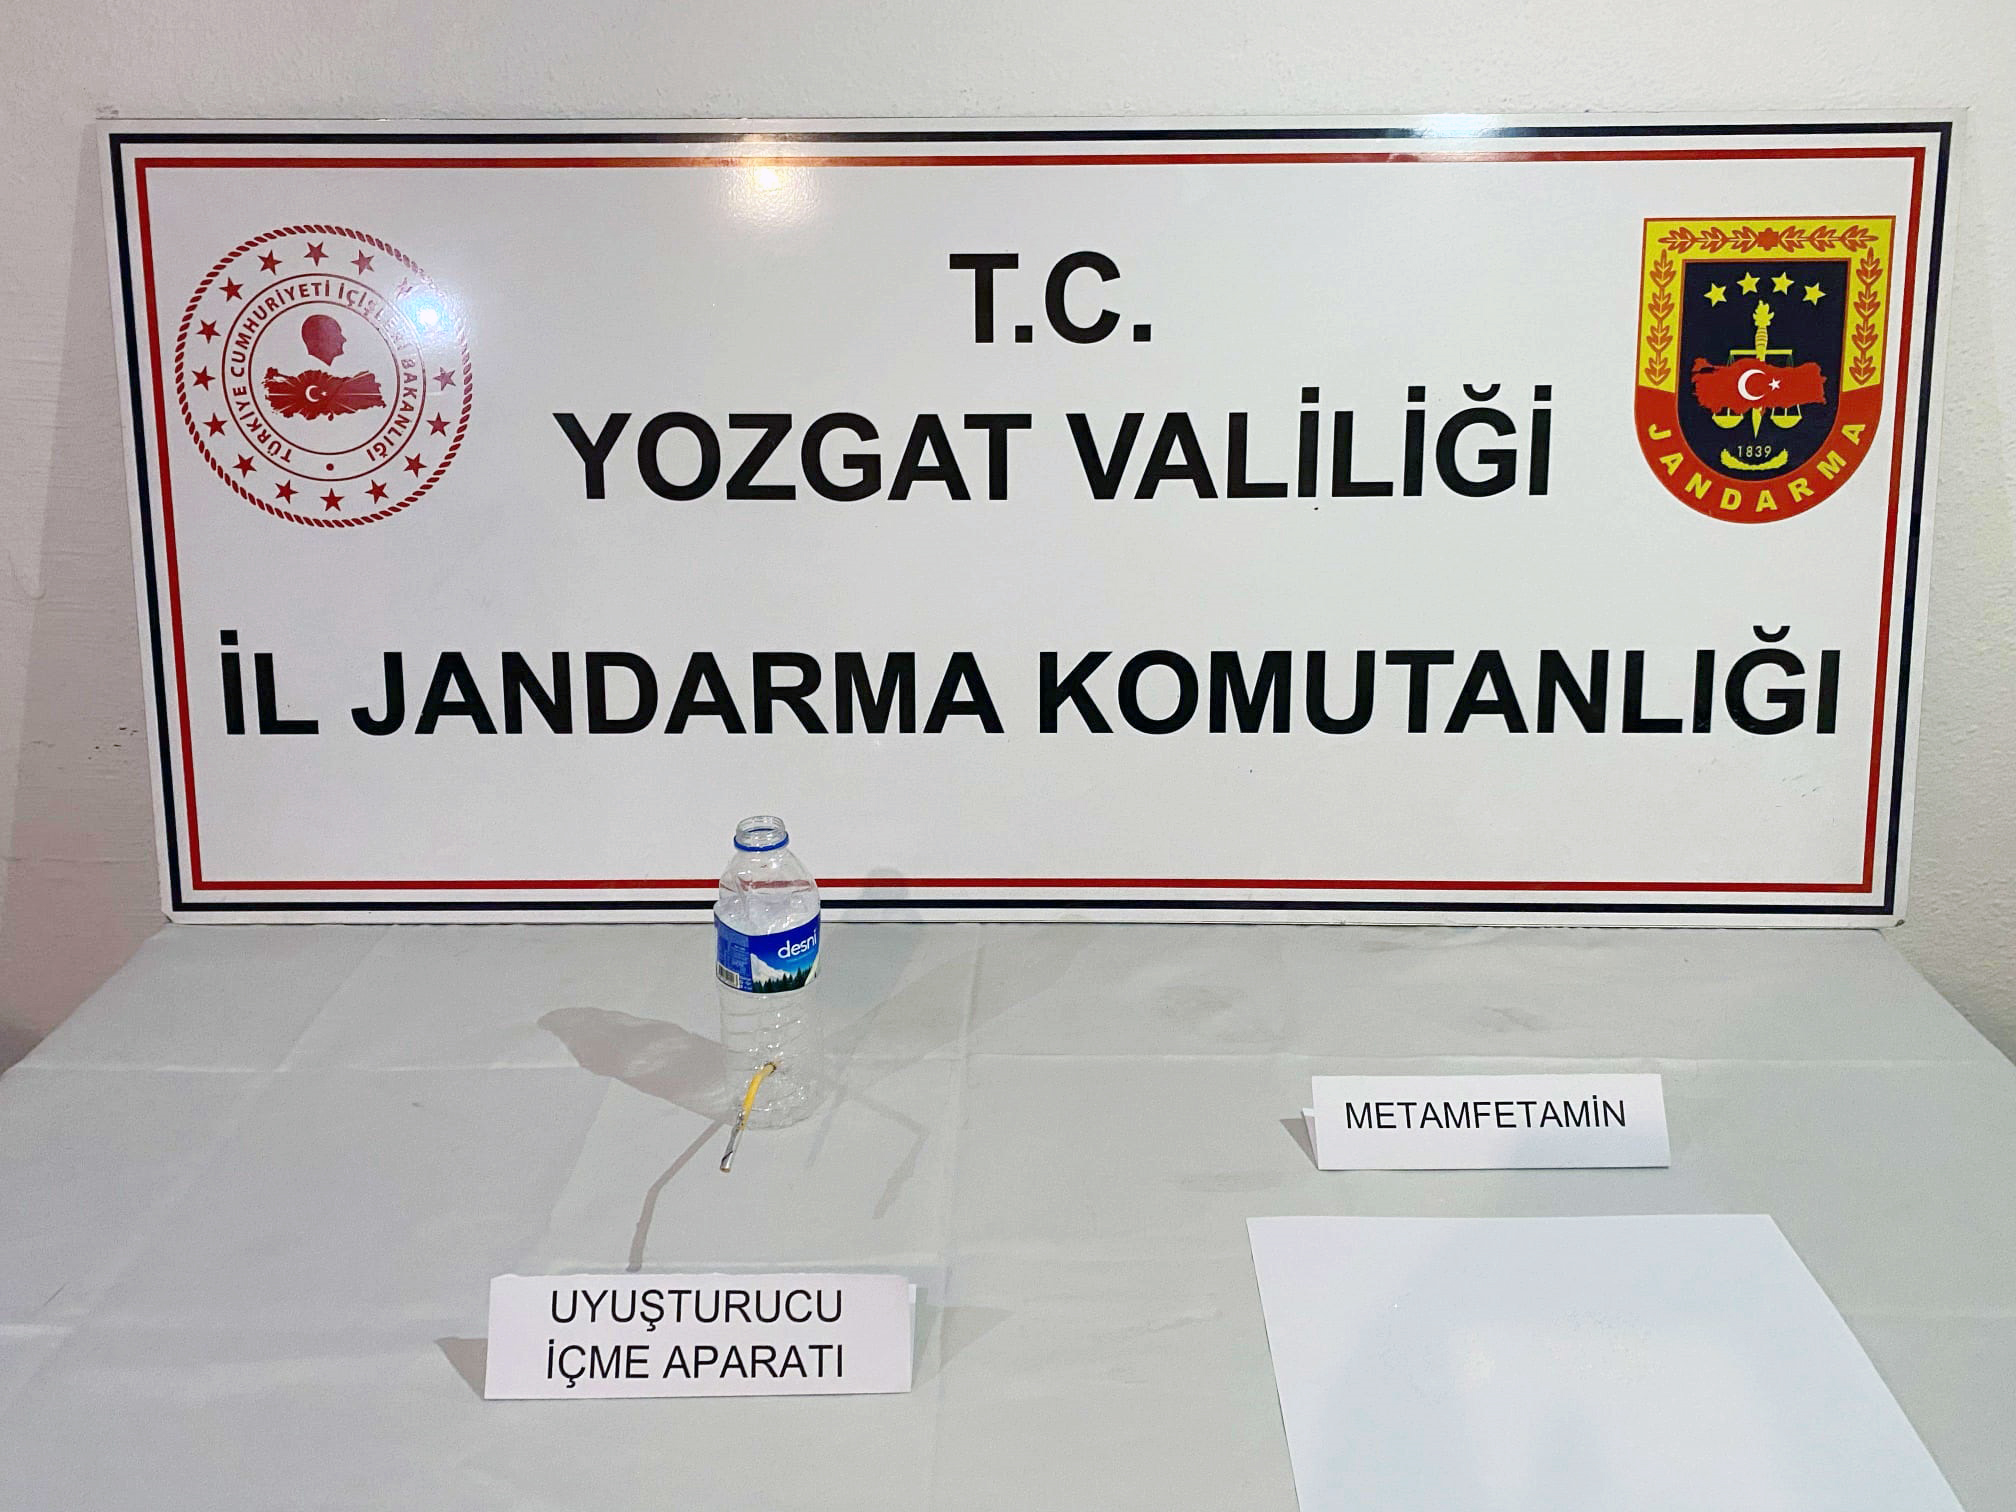 T.C.
YOZGAT VALİLİĞİ
İL JANDARMA KOMUTANLIĞI
TÜRKİYE CUMHURİYETİ İÇİŞLERİ BAKANLIĞI
1839
JANDARMA
desni
METAMFETAMİN
UYUŞTURUCU
İÇME APARATI